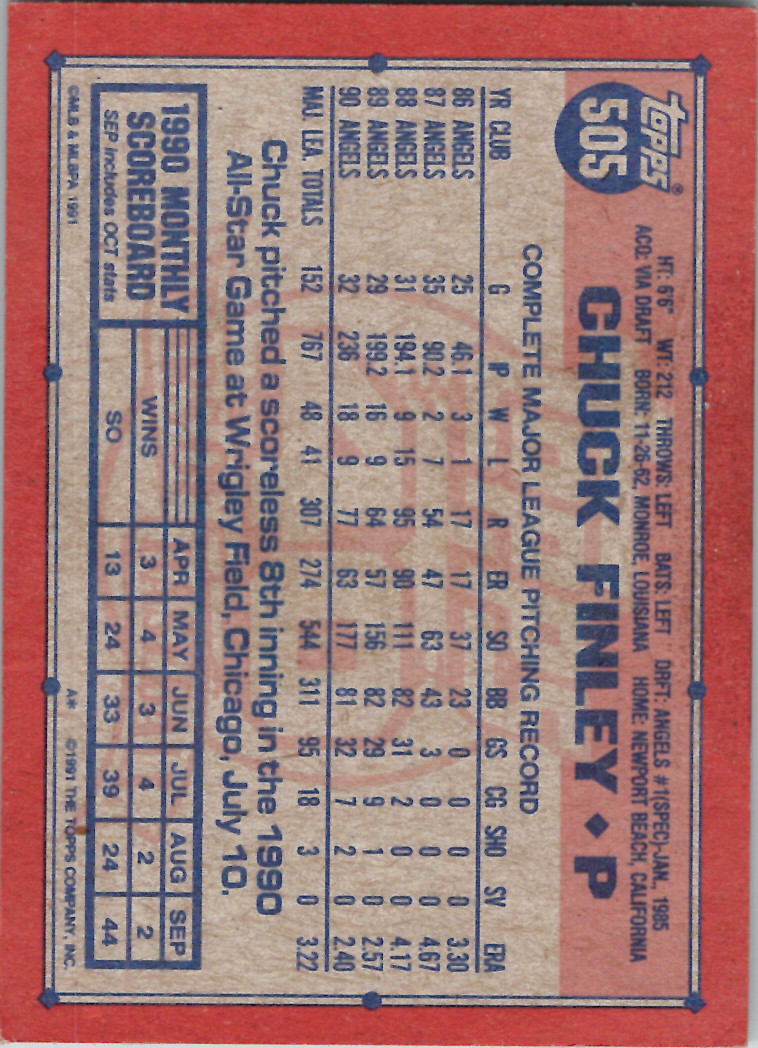 Topps®
505
CHUCK FINLEY ♦ P
HT: 6'6" WT: 212 THROWS: LEFT BATS: LEFT DRFT: ANGELS #1(SPEC)-JAN., 1985
ACQ: VIA DRAFT BORN: 11-26-62, MONROE, LOUISIANA HOME: NEWPORT BEACH, CALIFORNIA
COMPLETE MAJOR LEAGUE PITCHING RECORD
YR CLUB G IP W L R ER SO BB GS CG SHO SV ERA
86 ANGELS 25 46.1 3 1 17 17 37 23 0 0 0 0 3.30
87 ANGELS 35 90.2 2 7 54 47 63 43 3 0 0 0 4.67
88 ANGELS 31 194.1 9 15 95 90 111 82 31 2 0 0 4.17
89 ANGELS 29 199.2 16 9 64 57 156 82 29 9 1 0 2.57
90 ANGELS 32 236 18 9 77 63 177 81 32 7 2 0 2.40
MAJ. LEA. TOTALS 152 767 48 41 307 274 544 311 95 18 3 0 3.22
Chuck pitched a scoreless 8th inning in the 1990
All-Star Game at Wrigley Field, Chicago, July 10.
1990 MONTHLY
SCOREBOARD
SEP includes OCT stats
APR MAY JUN JUL AUG SEP
WINS 3 4 3 4 2 2
SO 13 24 33 39 24 44
©MLB & MLBPA 1991
A* ©1991 THE TOPPS COMPANY, INC.